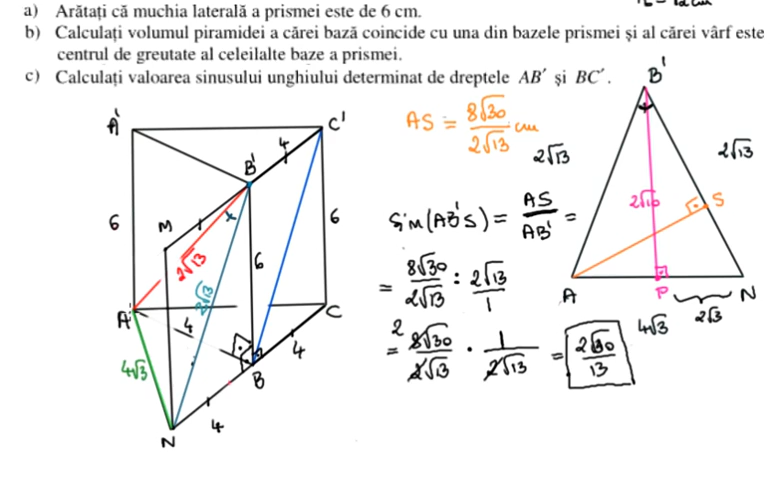 a) Arătați că muchia laterală a prismei este de 6 cm.
b) Calculați volumul piramidei a cărei bază coincide cu una din bazele prismei și al cărei vârf este
centrul de greutate al celeilalte baze a prismei.
c) Calculați valoarea sinusului unghiului determinat de dreptele AB′ și BC′.
A'
C'
4
B'
M
6
6
6
2√13
x
2√13
A
C
4
4
B
4√3
4
N
AS = 8√30/2√13 cm
sin(AB'S) = AS/AB' =
= 8√30/2√13 : 2√13/1
= 2 8√30/2√13 · 1/2√13 = 2√30/13
B'
2√13
2√13
2√10
S
A
P
N
2√3
4√3